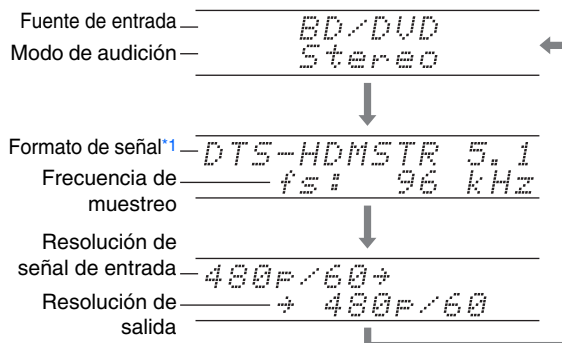 Fuente de entrada
BD/DVD
Modo de audición
Stereo
Formato de señal*1
DTS-HDMSTR 5.1
Frecuencia de
muestreo
fs: 96 kHz
Resolución de
señal de entrada
480p/60→
Resolución de
salida
→ 480p/60